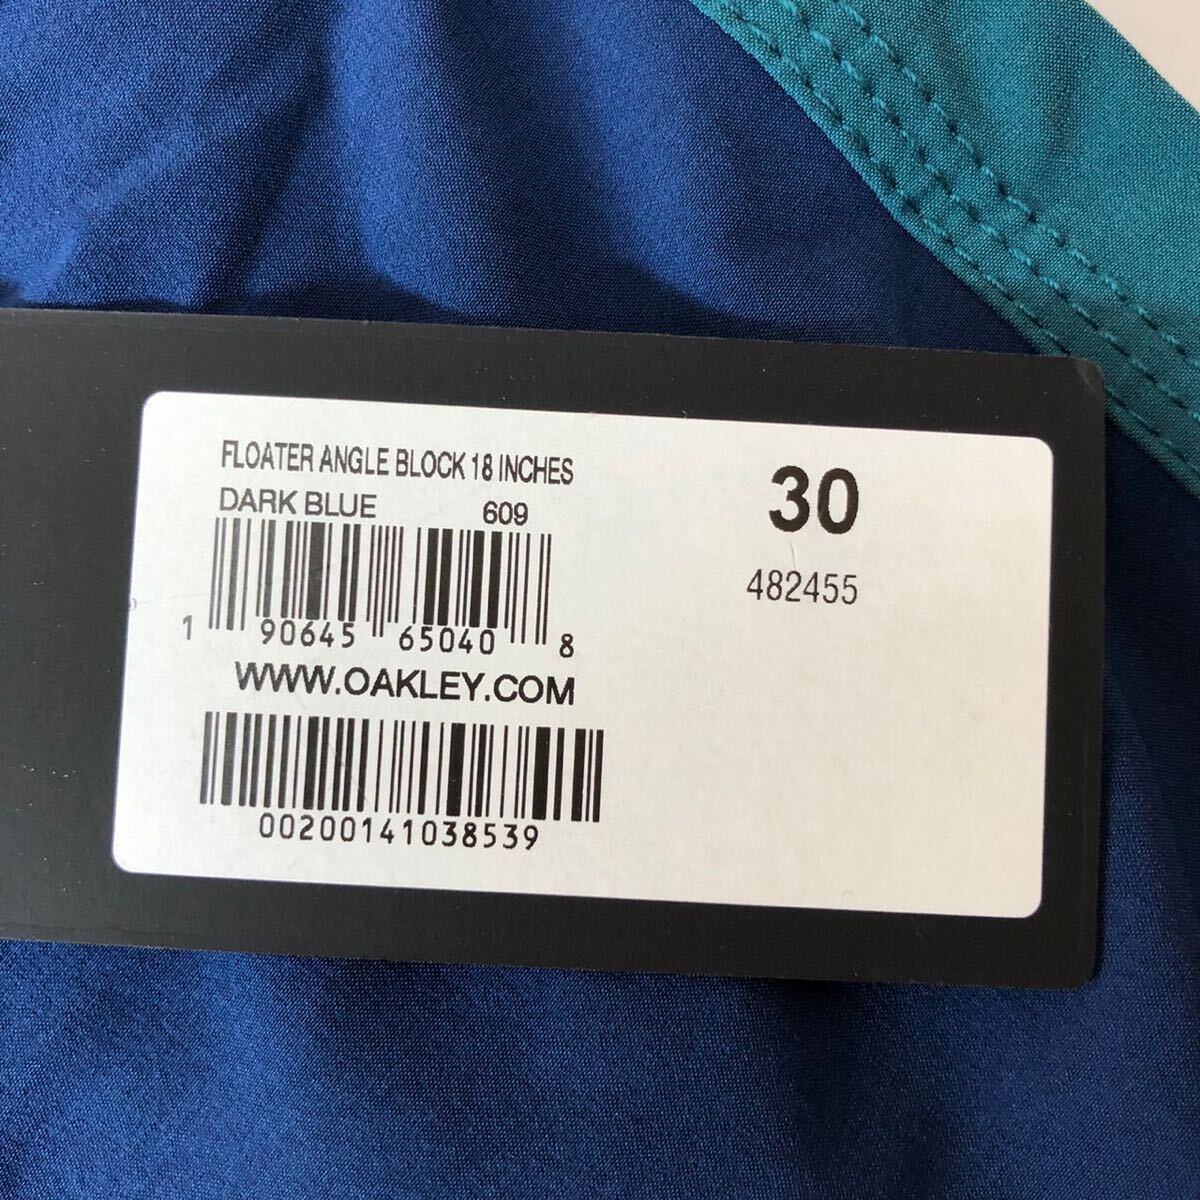 FLOATER ANGLE BLOCK 18 INCHES
DARK BLUE 609
30
482455
1 90645 65040 8
WWW.OAKLEY.COM
00200141038539